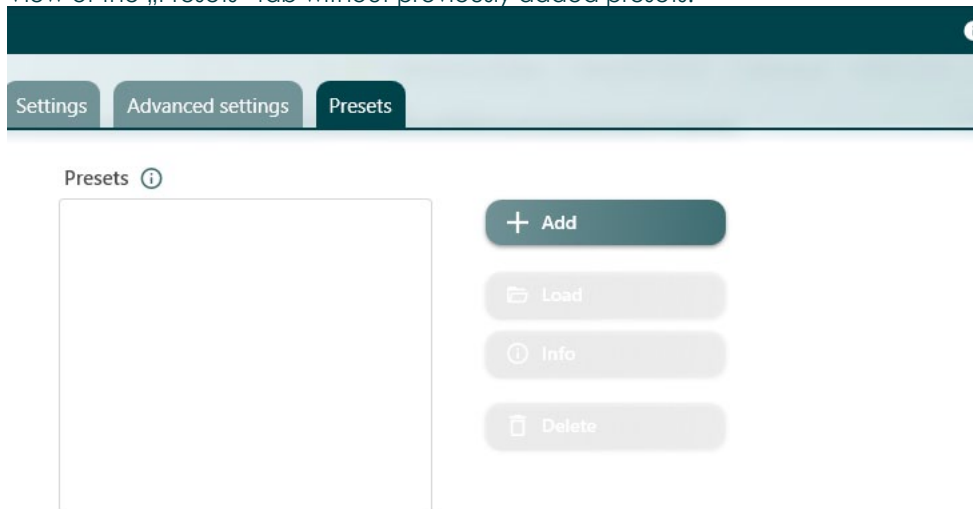 View of the „Presets" tab without previously added presets.
Settings
Advanced settings
Presets
Presets
Add
Load
Info
Delete